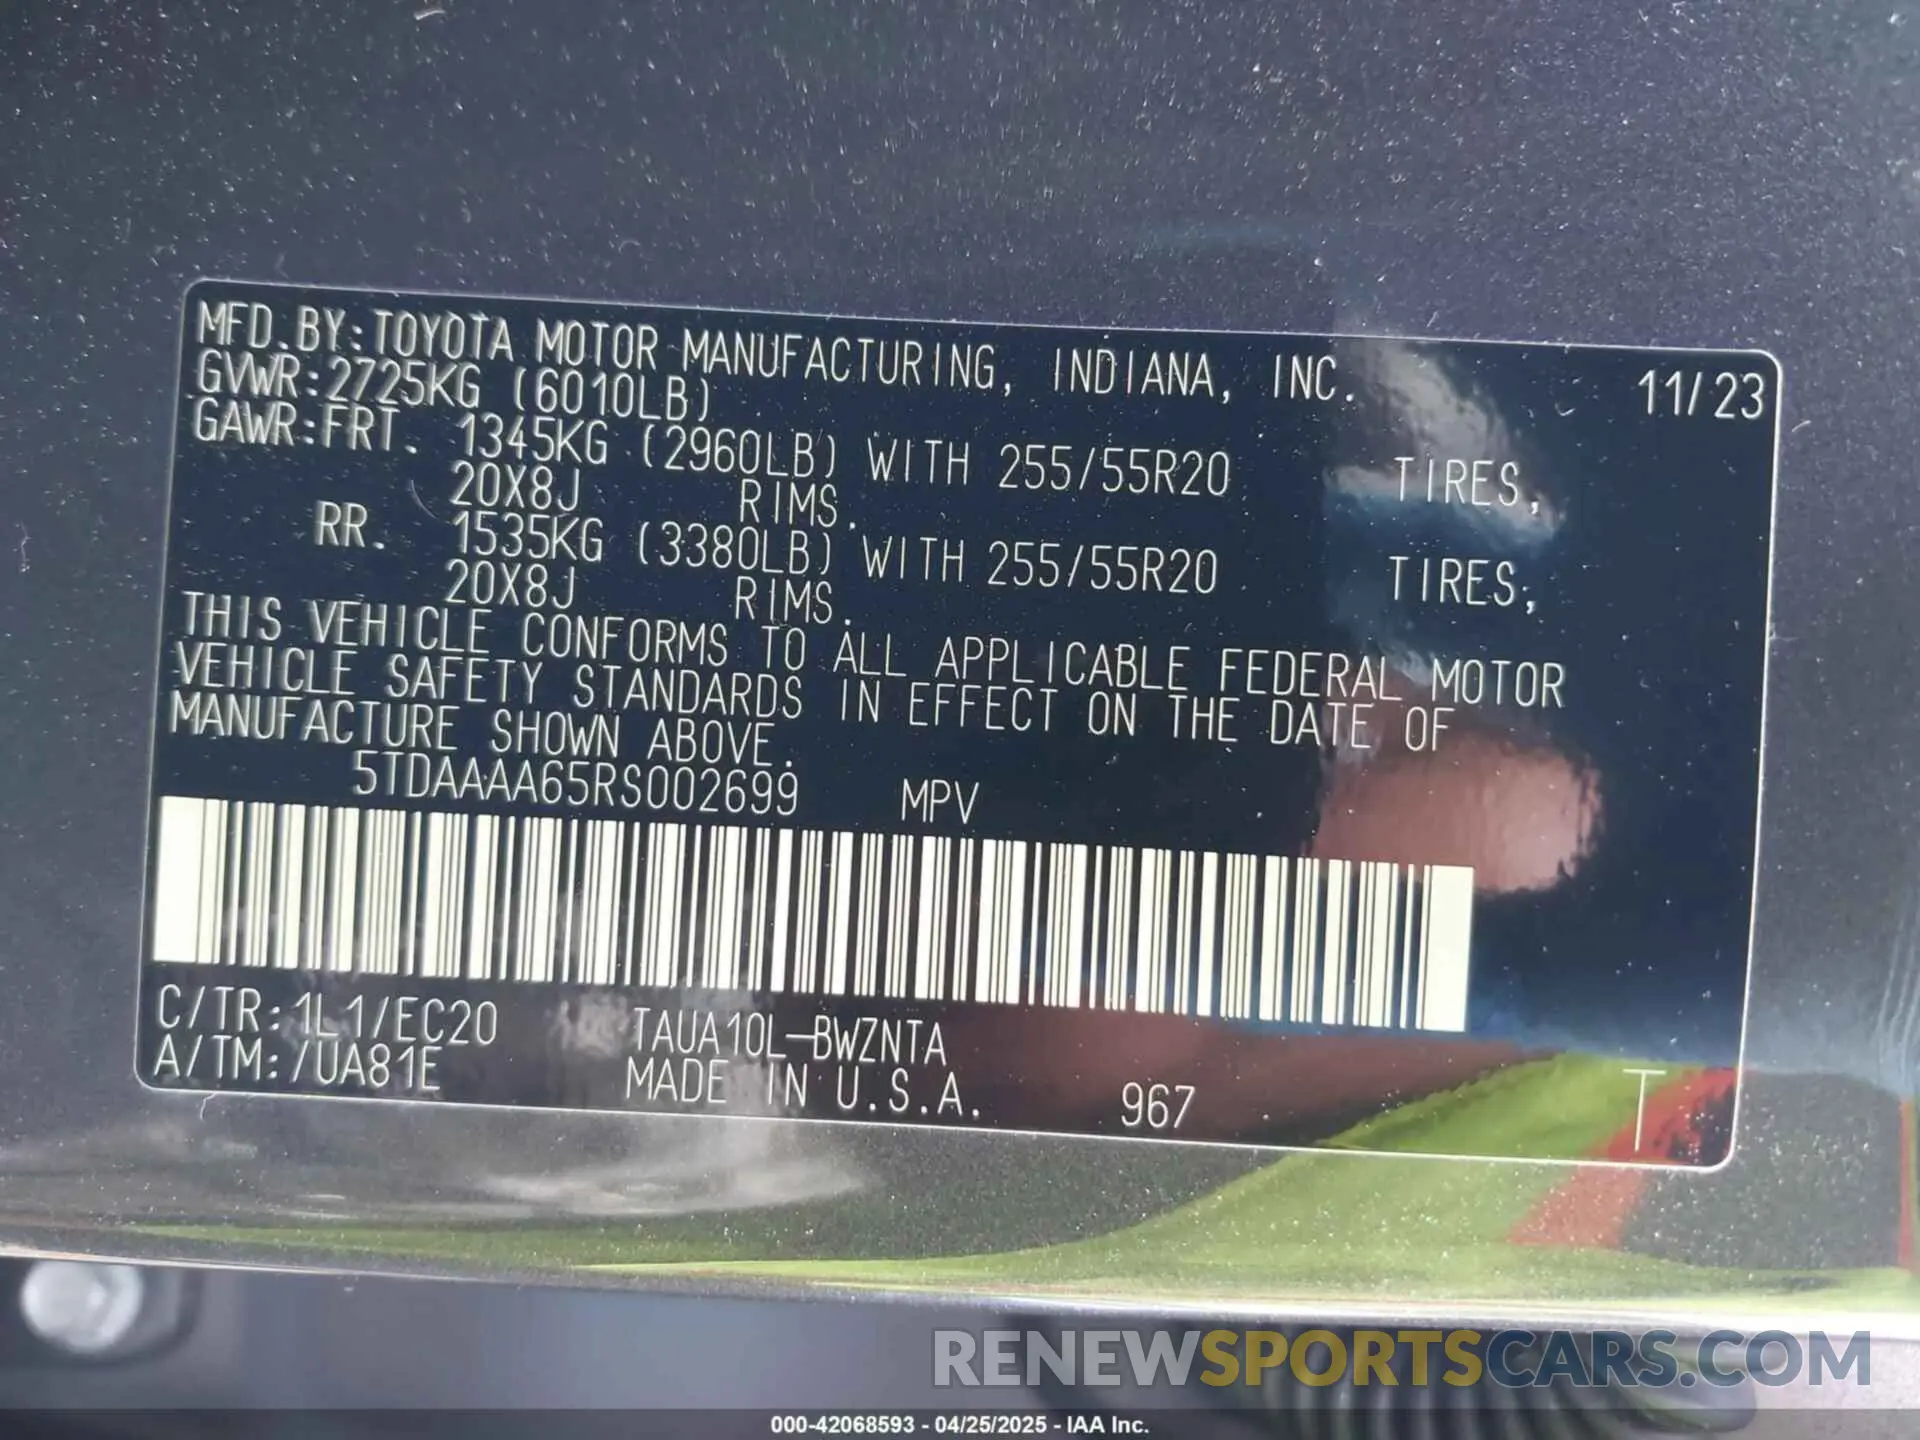 MFD.BY:TOYOTA MOTOR MANUFACTURING, INDIANA, INC. 11/23
GVWR:2725KG (6010LB)
GAWR:FRT. 1345KG (2960LB) WITH 255/55R20 TIRES,
20X8J RIMS.
RR. 1535KG (3380LB) WITH 255/55R20 TIRES,
20X8J RIMS.
THIS VEHICLE CONFORMS TO ALL APPLICABLE FEDERAL MOTOR
VEHICLE SAFETY STANDARDS IN EFFECT ON THE DATE OF
MANUFACTURE SHOWN ABOVE.
5TDAAAA65RS002699 MPV
C/TR:1L1/EC20 TAUA10L-BWZNTA
A/TM:/UA81E MADE IN U.S.A. 967 T
RENEWSPORTSCARS.COM
000-42068593 - 04/25/2025 - IAA Inc.